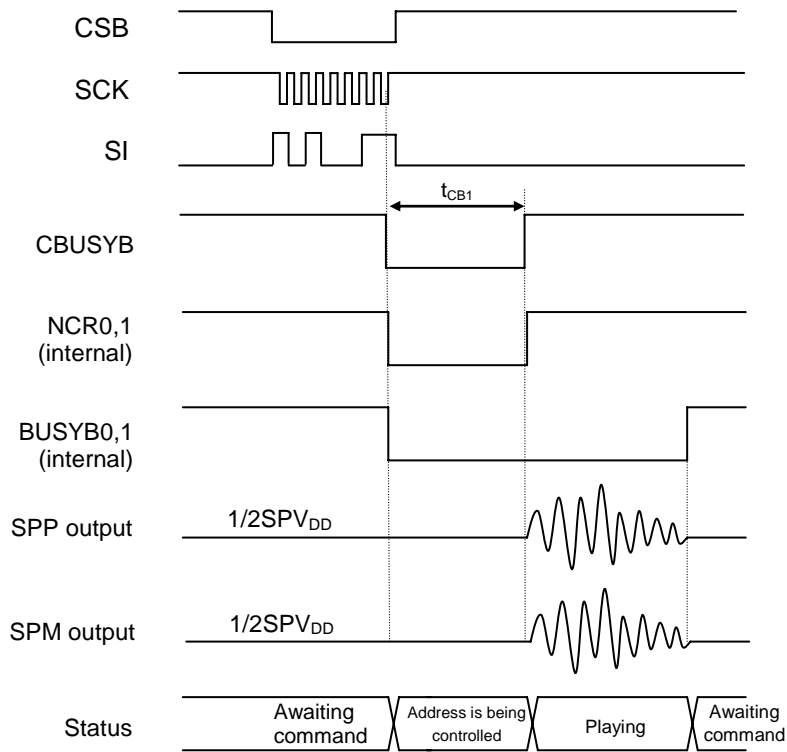 CSB
SCK
SI
tCB1
CBUSYB
NCR0,1
(internal)
BUSYB0,1
(internal)
SPP output
1/2SPVDD
SPM output
1/2SPVDD
Status
Awaiting
command
Address is being
controlled
Playing
Awaiting
command